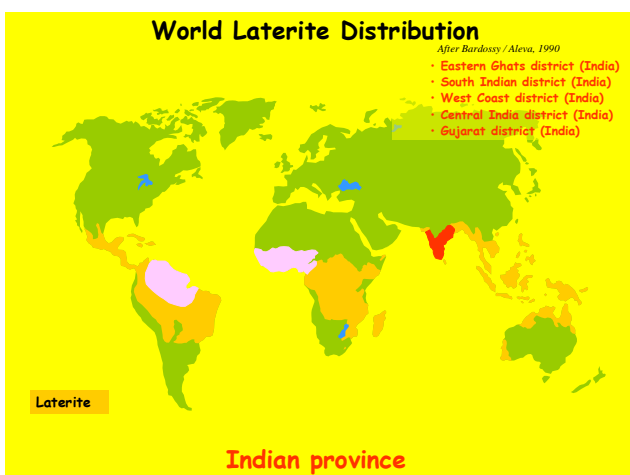 World Laterite Distribution
After Bardossy / Aleva, 1990
• Eastern Ghats district (India)
• South Indian district (India)
• West Coast district (India)
• Central India district (India)
• Gujarat district (India)
Laterite
Indian province